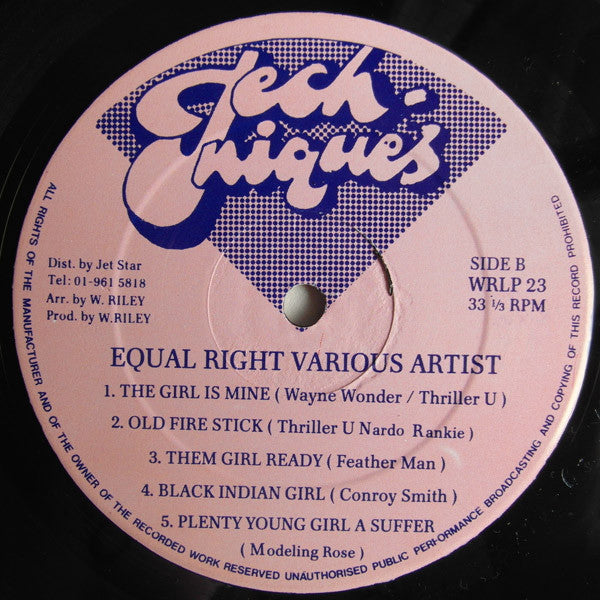 Tech-
niques
Dist. by Jet Star
Tel: 01-961 5818
Arr. by W. RILEY
Prod. by W.RILEY
SIDE B
WRLP 23
33 1/3 RPM
EQUAL RIGHT VARIOUS ARTIST
1. THE GIRL IS MINE ( Wayne Wonder / Thriller U )
2. OLD FIRE STICK ( Thriller U Nardo Rankie )
3. THEM GIRL READY ( Feather Man )
4. BLACK INDIAN GIRL ( Conroy Smith )
5. PLENTY YOUNG GIRL A SUFFER
( Modeling Rose )
ALL RIGHTS OF THE MANUFACTURER AND OF THE OWNER OF THE RECORDED WORK RESERVED UNAUTHORISED PUBLIC PERFORMANCE BROADCASTING AND COPYING OF THIS RECORD PROHIBITED